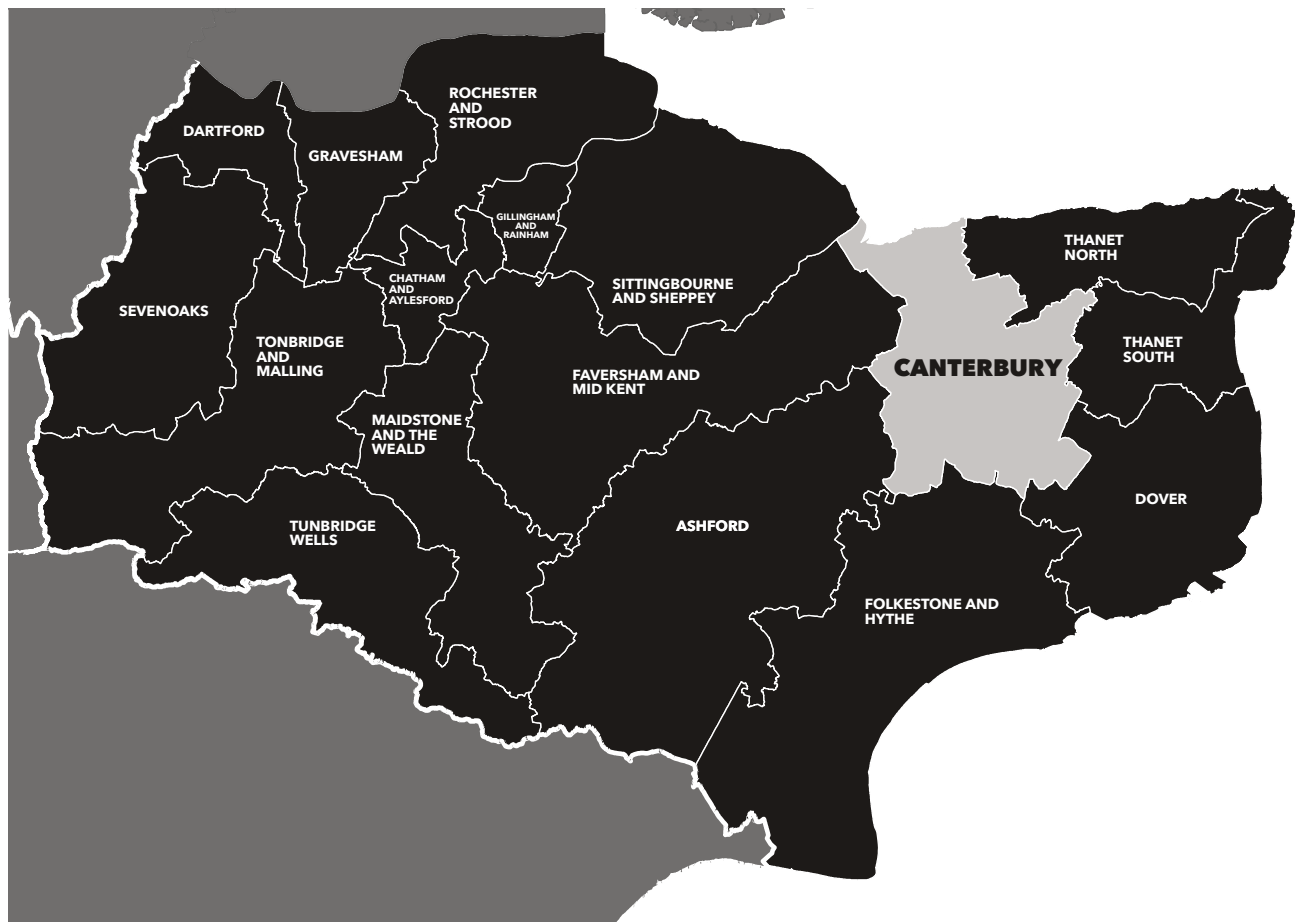 ROCHESTER
AND
STROOD
DARTFORD
GRAVESHAM
GILLINGHAM
AND
RAINHAM
THANET
NORTH
CHATHAM
AND
AYLESFORD
SITTINGBOURNE
AND SHEPPEY
SEVENOAKS
TONBRIDGE
AND
MALLING
THANET
SOUTH
CANTERBURY
FAVERSHAM AND
MID KENT
MAIDSTONE
AND THE
WEALD
DOVER
TUNBRIDGE
WELLS
ASHFORD
FOLKESTONE AND
HYTHE